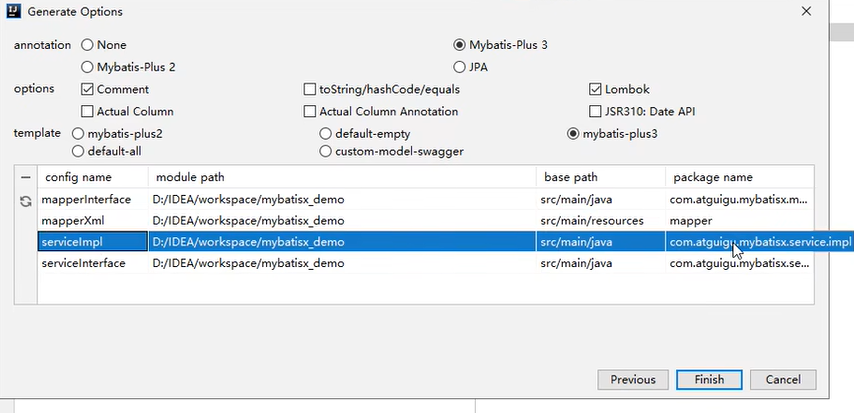 Generate Options
annotation None Mybatis-Plus 3
Mybatis-Plus 2 JPA
options Comment toString/hashCode/equals Lombok
Actual Column Actual Column Annotation JSR310: Date API
template mybatis-plus2 default-empty mybatis-plus3
default-all custom-model-swagger
config name module path base path package name
mapperInterface D:/IDEA/workspace/mybatisx_demo src/main/java com.atguigu.mybatisx.m...
mapperXml D:/IDEA/workspace/mybatisx_demo src/main/resources mapper
serviceImpl D:/IDEA/workspace/mybatisx_demo src/main/java com.atguigu.mybatisx.service.impl
serviceInterface D:/IDEA/workspace/mybatisx_demo src/main/java com.atguigu.mybatisx.se...
Previous Finish Cancel